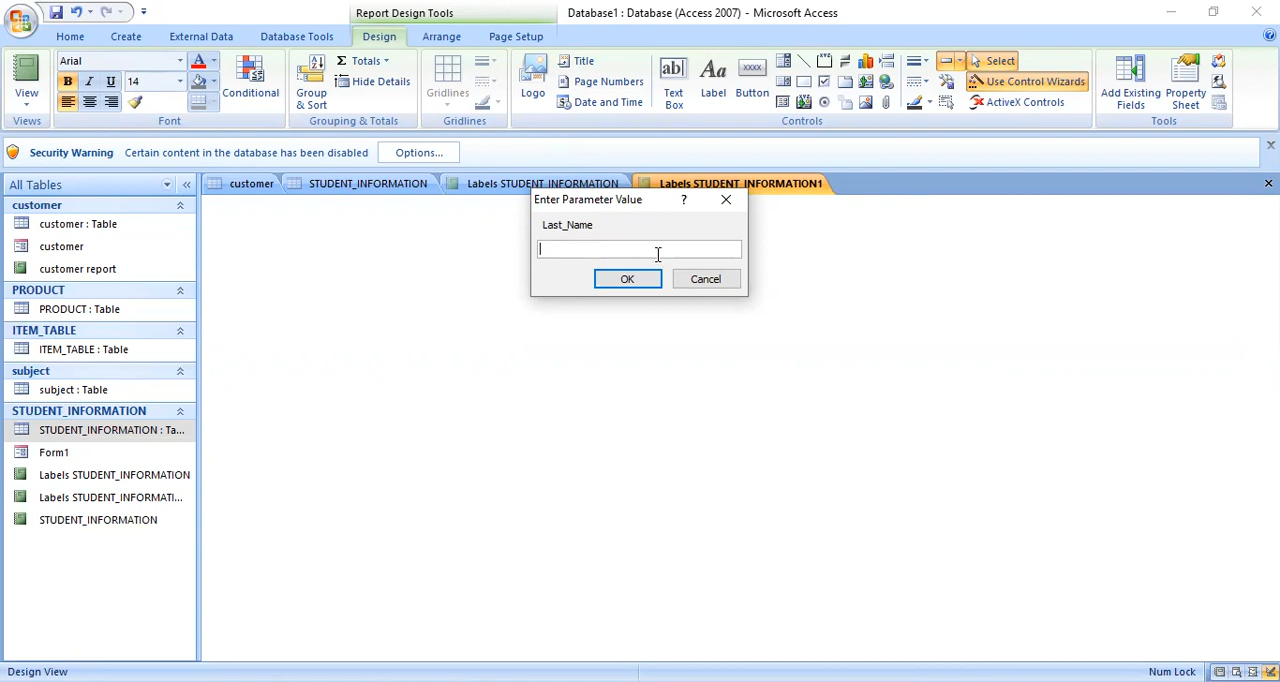 Report Design Tools
Database1 : Database (Access 2007) - Microsoft Access
Home Create External Data Database Tools Design Arrange Page Setup
View
Views
Arial
B I U 14
Conditional
Font
Group & Sort
Σ Totals
Hide Details
Grouping & Totals
Gridlines
Gridlines
Logo
Title
Page Numbers
Date and Time
ab|
Text Box
Aa
Label
xxxx
Button
Select
Use Control Wizards
ActiveX Controls
Controls
Add Existing Fields
Property Sheet
Tools
Security Warning Certain content in the database has been disabled Options...
All Tables
customer
customer : Table
customer
customer report
PRODUCT
PRODUCT : Table
ITEM_TABLE
ITEM_TABLE : Table
subject
subject : Table
STUDENT_INFORMATION
STUDENT_INFORMATION : Ta...
Form1
Labels STUDENT_INFORMATION
Labels STUDENT_INFORMATI...
STUDENT_INFORMATION
customer STUDENT_INFORMATION Labels STUDENT_INFORMATION Labels STUDENT_INFORMATION1
Enter Parameter Value ?
Last_Name
OK Cancel
Design View Num Lock